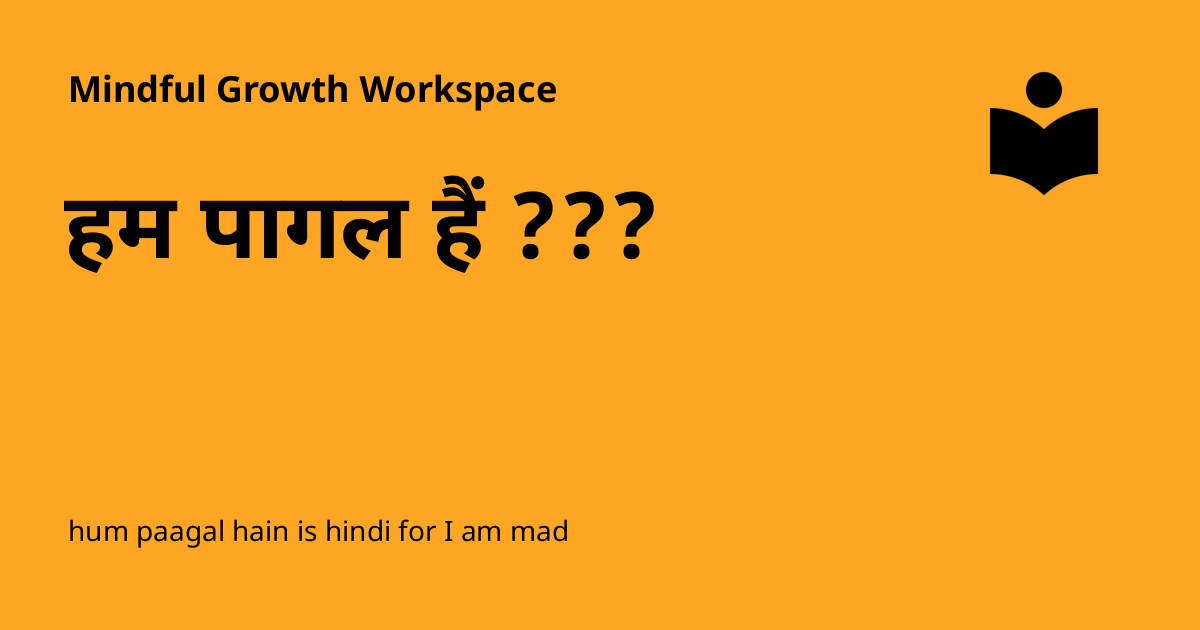 Mindful Growth Workspace
हम पागल हैं ???
hum paagal hain is hindi for I am mad